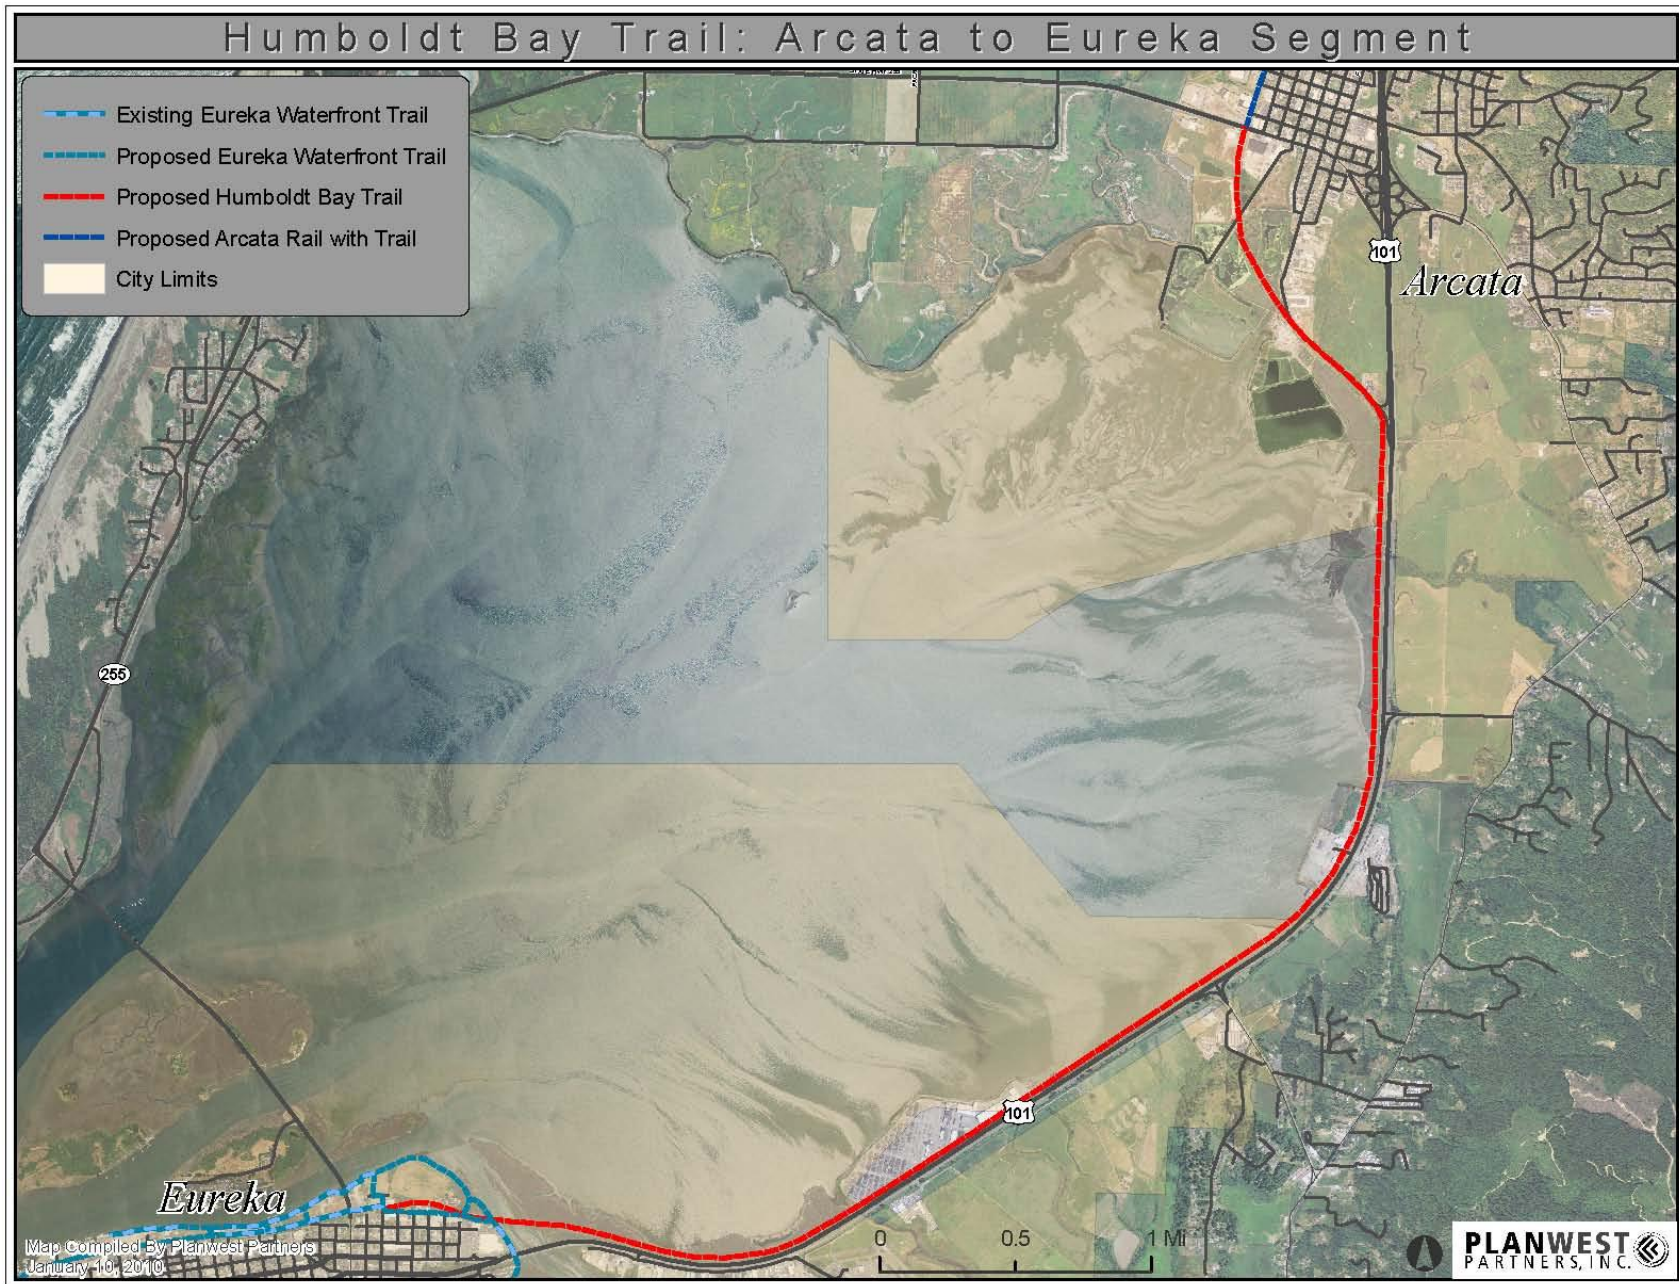 Humboldt Bay Trail: Arcata to Eureka Segment
Existing Eureka Waterfront Trail
Proposed Eureka Waterfront Trail
Proposed Humboldt Bay Trail
Proposed Arcata Rail with Trail
City Limits
101
Arcata
255
101
Eureka
Map Compiled By Planwest Partners
January 10, 2010
0 0.5 1 Mi
PLANWEST
PARTNERS, INC.